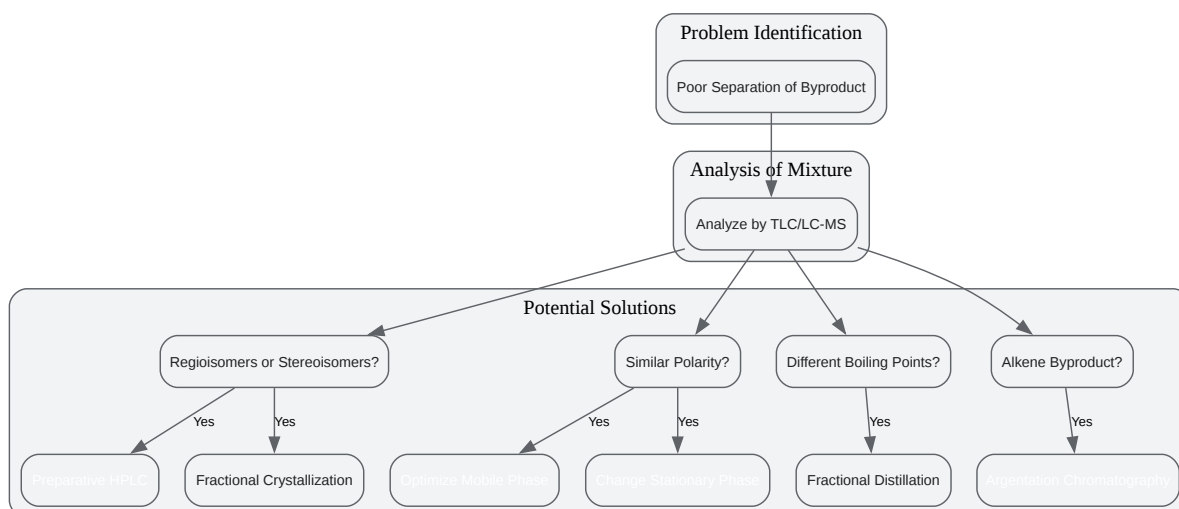 Problem Identification
Poor Separation of Byproduct
Analysis of Mixture
Analyze by TLC/LC-MS
Potential Solutions
Regioisomers or Stereoisomers?
Similar Polarity?
Different Boiling Points?
Alkene Byproduct?
Yes
Yes
Yes
Yes
Yes
Yes
Preparative HPLC
Fractional Crystallization
Optimize Mobile Phase
Change Stationary Phase
Fractional Distillation
Argentation Chromatography